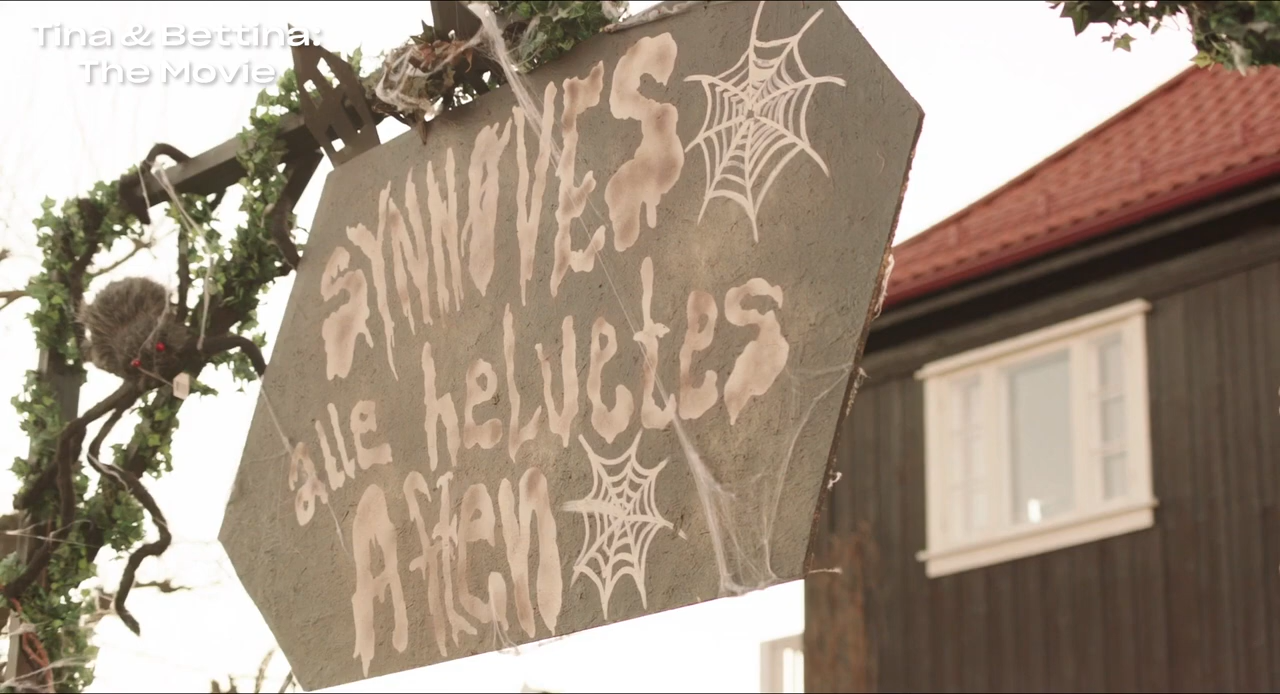 Tina & Bettina:
The Movie
SYNNØVES
alle helvetes
Aften